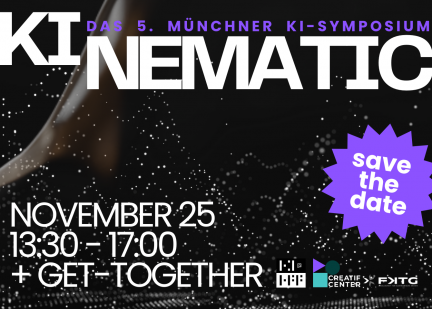 KI
DAS 5. MÜNCHNER KI-SYMPOSIUM
NEMATIC
save
the
date
NOVEMBER 25
13:30 - 17:00
+ GET-TOGETHER
CREATIF
CENTER
FKTG